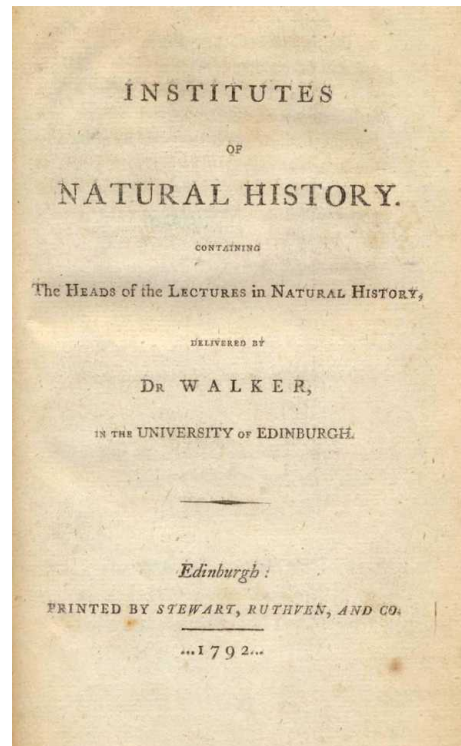 INSTITUTES
OF
NATURAL HISTORY.
CONTAINING
The HEADS of the LECTURES in NATURAL HISTORY,
DELIVERED BY
DR WALKER,
IN THE UNIVERSITY OF EDINBURGH.
Edinburgh:
PRINTED BY STEWART, RUTHVEN, AND CO.
...1792...